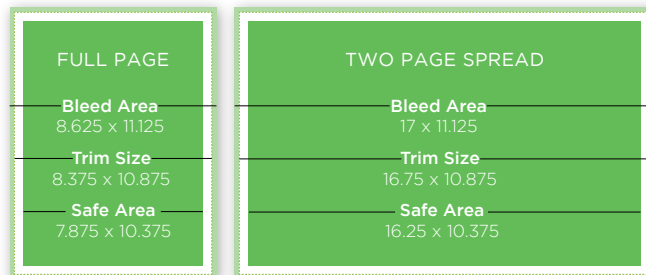 FULL PAGE
Bleed Area
8.625 x 11.125
Trim Size
8.375 x 10.875
Safe Area
7.875 x 10.375
TWO PAGE SPREAD
Bleed Area
17 x 11.125
Trim Size
16.75 x 10.875
Safe Area
16.25 x 10.375